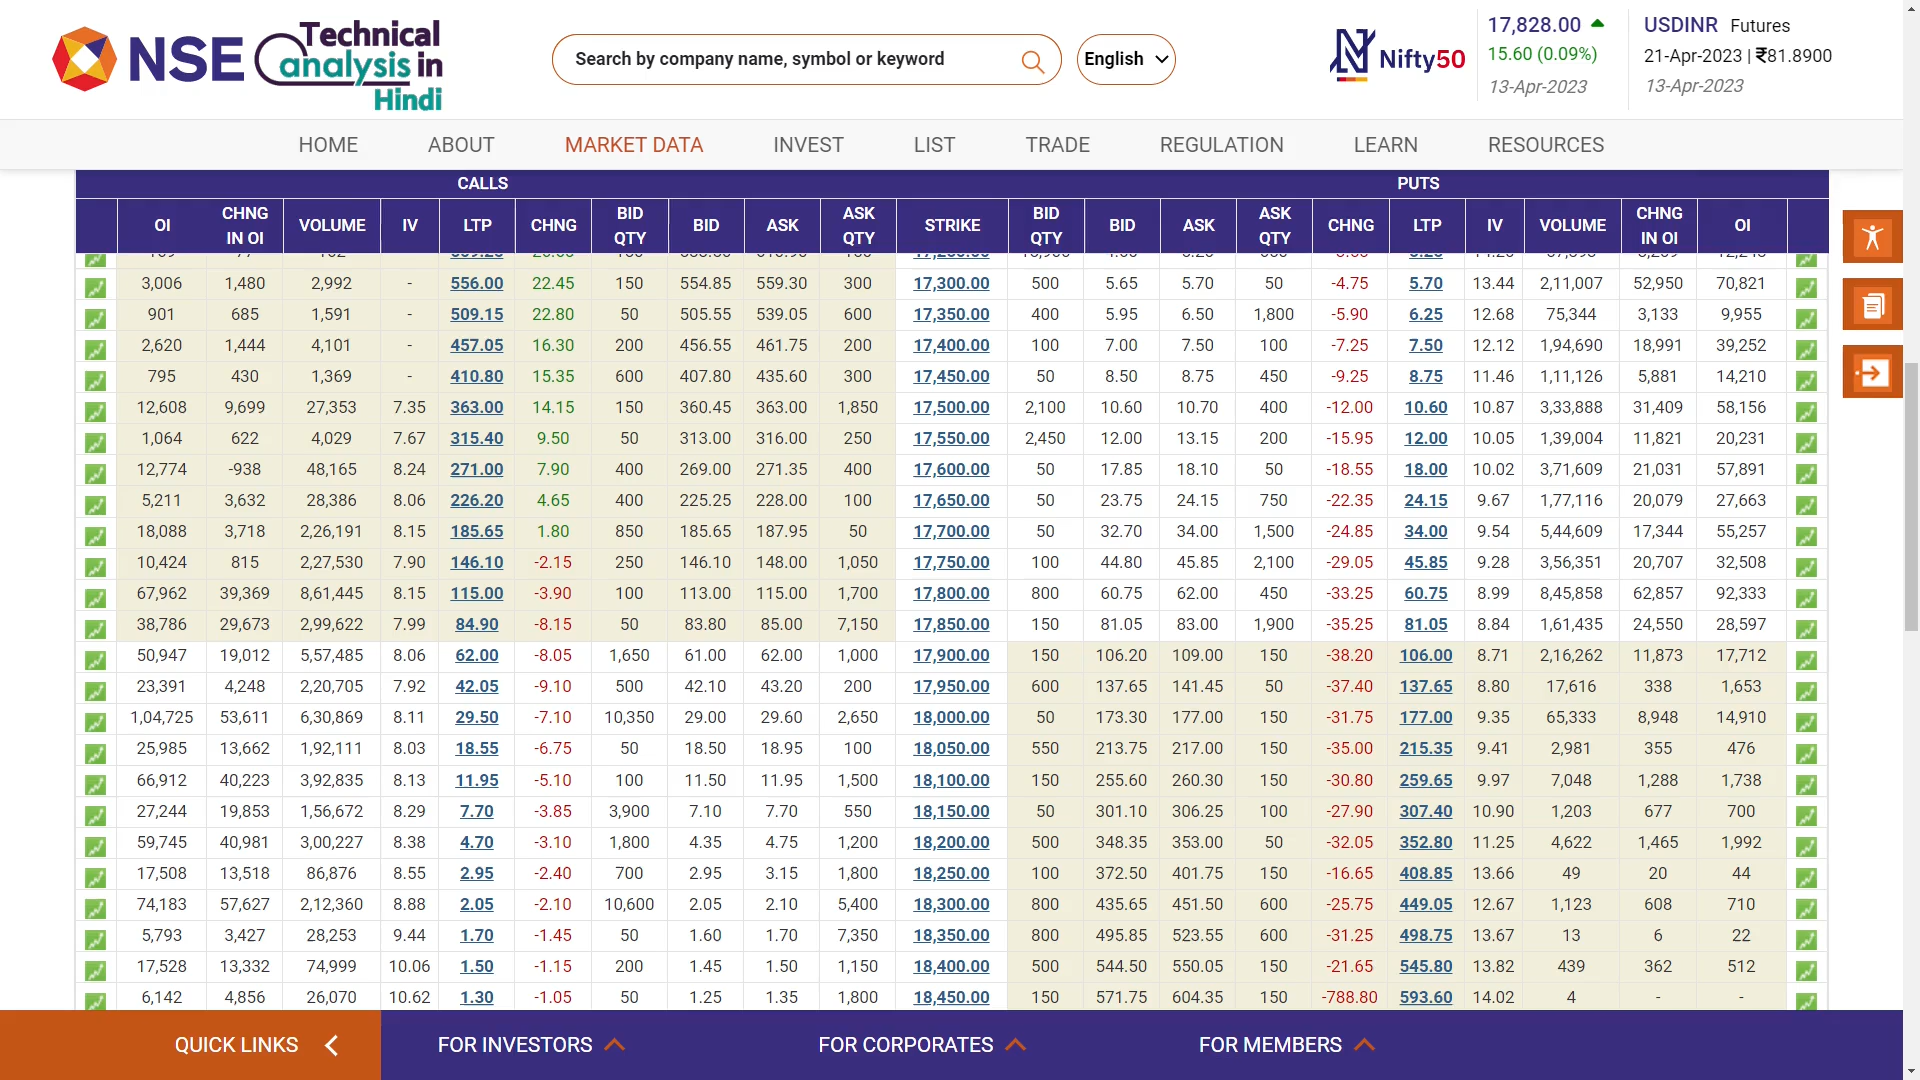 NSE
Technical
analysis in
Hindi
Search by company name, symbol or keyword
English
Nifty50
17,828.00
15.60 (0.09%)
13-Apr-2023
USDINR Futures
21-Apr-2023 | ₹81.8900
13-Apr-2023
HOME ABOUT MARKET DATA INVEST LIST TRADE REGULATION LEARN RESOURCES
CALLS PUTS
OI CHNG IN OI VOLUME IV LTP CHNG BID QTY BID ASK ASK QTY STRIKE BID QTY BID ASK ASK QTY CHNG LTP IV VOLUME CHNG IN OI OI
3,006 1,480 2,992 - 556.00 22.45 150 554.85 559.30 300 17,300.00 500 5.65 5.70 50 -4.75 5.70 13.44 2,11,007 52,950 70,821
901 685 1,591 - 509.15 22.80 50 505.55 539.05 600 17,350.00 400 5.95 6.50 1,800 -5.90 6.25 12.68 75,344 3,133 9,955
2,620 1,444 4,101 - 457.05 16.30 200 456.55 461.75 200 17,400.00 100 7.00 7.50 100 -7.25 7.50 12.12 1,94,690 18,991 39,252
795 430 1,369 - 410.80 15.35 600 407.80 435.60 300 17,450.00 50 8.50 8.75 450 -9.25 8.75 11.46 1,11,126 5,881 14,210
12,608 9,699 27,353 7.35 363.00 14.15 150 360.45 363.00 1,850 17,500.00 2,100 10.60 10.70 400 -12.00 10.60 10.87 3,33,888 31,409 58,156
1,064 622 4,029 7.67 315.40 9.50 50 313.00 316.00 250 17,550.00 2,450 12.00 13.15 200 -15.95 12.00 10.05 1,39,004 11,821 20,231
12,774 -938 48,165 8.24 271.00 7.90 400 269.00 271.35 400 17,600.00 50 17.85 18.10 50 -18.55 18.00 10.02 3,71,609 21,031 57,891
5,211 3,632 28,386 8.06 226.20 4.65 400 225.25 228.00 100 17,650.00 50 23.75 24.15 750 -22.35 24.15 9.67 1,77,116 20,079 27,663
18,088 3,718 2,26,191 8.15 185.65 1.80 850 185.65 187.95 50 17,700.00 50 32.70 34.00 1,500 -24.85 34.00 9.54 5,44,609 17,344 55,257
10,424 815 2,27,530 7.90 146.10 -2.15 250 146.10 148.00 1,050 17,750.00 100 44.80 45.85 2,100 -29.05 45.85 9.28 3,56,351 20,707 32,508
67,962 39,369 8,61,445 8.15 115.00 -3.90 100 113.00 115.00 1,700 17,800.00 800 60.75 62.00 450 -33.25 60.75 8.99 8,45,858 62,857 92,333
38,786 29,673 2,99,622 7.99 84.90 -8.15 50 83.80 85.00 7,150 17,850.00 150 81.05 83.00 1,900 -35.25 81.05 8.84 1,61,435 24,550 28,597
50,947 19,012 5,57,485 8.06 62.00 -8.05 1,650 61.00 62.00 1,000 17,900.00 150 106.20 109.00 150 -38.20 106.00 8.71 2,16,262 11,873 17,712
23,391 4,248 2,20,705 7.92 42.05 -9.10 500 42.10 43.20 200 17,950.00 600 137.65 141.45 50 -37.40 137.65 8.80 17,616 338 1,653
1,04,725 53,611 6,30,869 8.11 29.50 -7.10 10,350 29.00 29.60 2,650 18,000.00 50 173.30 177.00 150 -31.75 177.00 9.35 65,333 8,948 14,910
25,985 13,662 1,92,111 8.03 18.55 -6.75 50 18.50 18.95 100 18,050.00 550 213.75 217.00 150 -35.00 215.35 9.41 2,981 355 476
66,912 40,223 3,92,835 8.13 11.95 -5.10 100 11.50 11.95 1,500 18,100.00 150 255.60 260.30 150 -30.80 259.65 9.97 7,048 1,288 1,738
27,244 19,853 1,56,672 8.29 7.70 -3.85 3,900 7.10 7.70 550 18,150.00 50 301.10 306.25 100 -27.90 307.40 10.90 1,203 677 700
59,745 40,981 3,00,227 8.38 4.70 -3.10 1,800 4.35 4.75 1,200 18,200.00 500 348.35 353.00 50 -32.05 352.80 11.25 4,622 1,465 1,992
17,508 13,518 86,876 8.55 2.95 -2.40 700 2.95 3.15 1,800 18,250.00 100 372.50 401.75 150 -16.65 408.85 13.66 49 20 44
74,183 57,627 2,12,360 8.88 2.05 -2.10 10,600 2.05 2.10 5,400 18,300.00 800 435.65 451.50 600 -25.75 449.05 12.67 1,123 608 710
5,793 3,427 28,253 9.44 1.70 -1.45 50 1.60 1.70 7,350 18,350.00 800 495.85 523.55 600 -31.25 498.75 13.67 13 6 22
17,528 13,332 74,999 10.06 1.50 -1.15 200 1.45 1.50 1,150 18,400.00 500 544.50 550.05 150 -21.65 545.80 13.82 439 362 512
6,142 4,856 26,070 10.62 1.30 -1.05 50 1.25 1.35 1,800 18,450.00 150 571.75 604.35 150 -788.80 593.60 14.02 4 - -
QUICK LINKS FOR INVESTORS FOR CORPORATES FOR MEMBERS